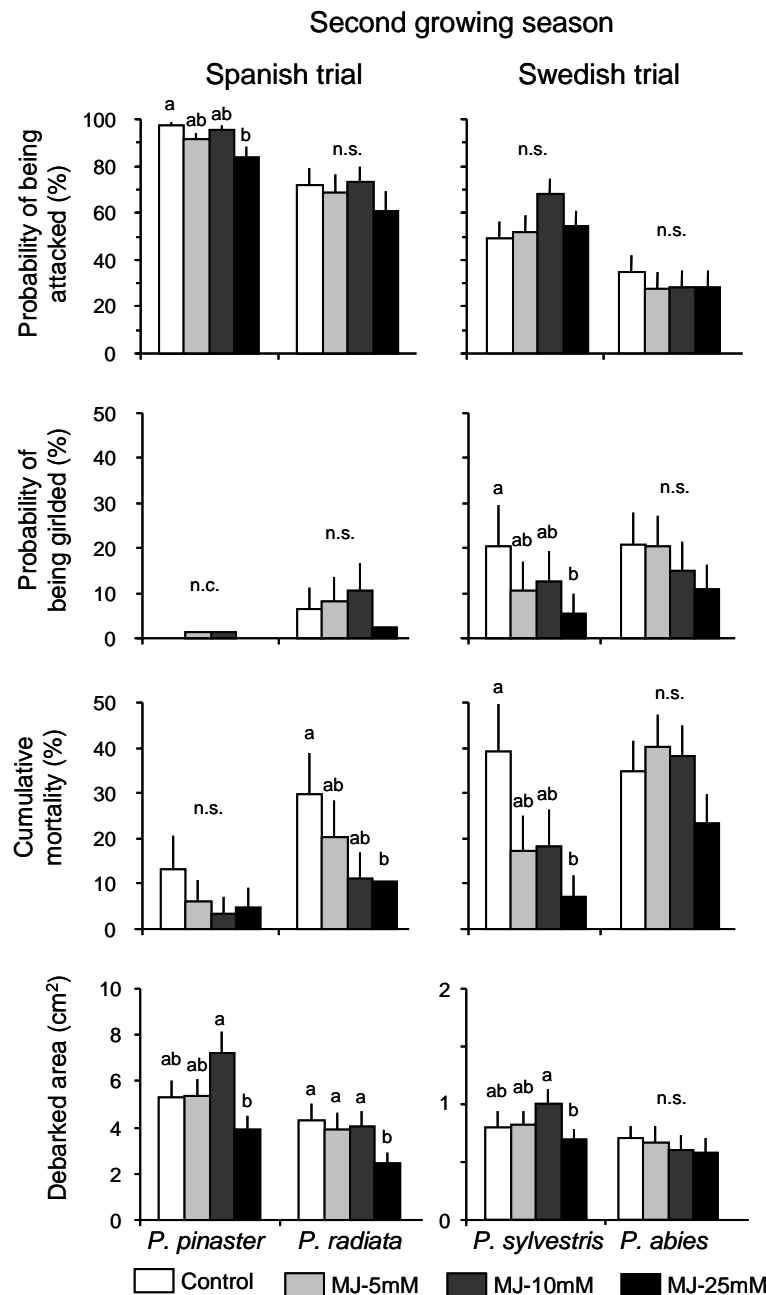 Second growing season
Spanish trial Swedish trial
Probability of being
attacked (%)
100
80
60
40
20
0
a ab ab b
n.s.
n.s.
n.s.
Probability of
being girlded (%)
50
40
30
20
10
0
n.c.
n.s.
a ab ab b
n.s.
Cumulative
mortality (%)
50
40
30
20
10
0
n.s.
a ab ab b
a ab ab b
n.s.
Debarked area (cm²)
10
8
6
4
2
0
ab ab a b
a a a b
2
1
0
ab ab a b
n.s.
P. pinaster P. radiata P. sylvestris P. abies
Control MJ-5mM MJ-10mM MJ-25mM